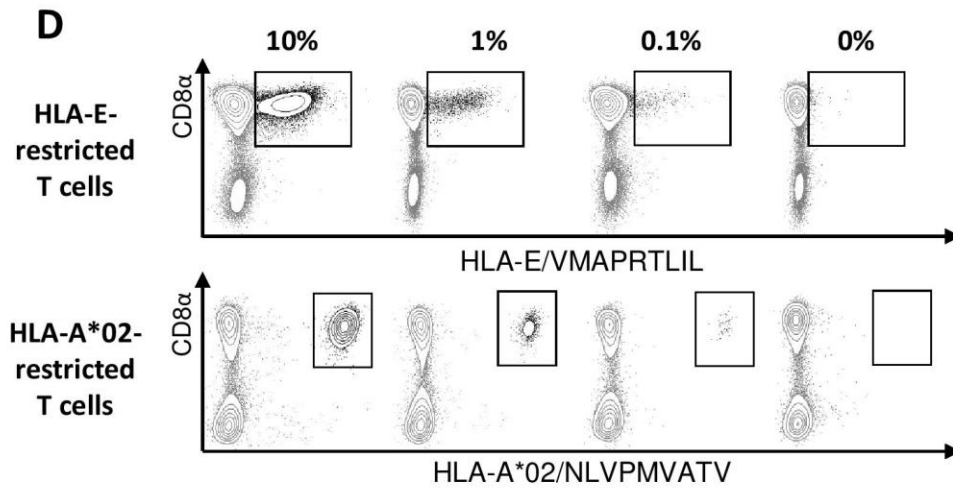 D
10% 1% 0.1% 0%
HLA-E-
restricted
T cells
CD8α
HLA-E/VMAPRTLIL
HLA-A*02-
restricted
T cells
CD8α
HLA-A*02/NLVPMVATV